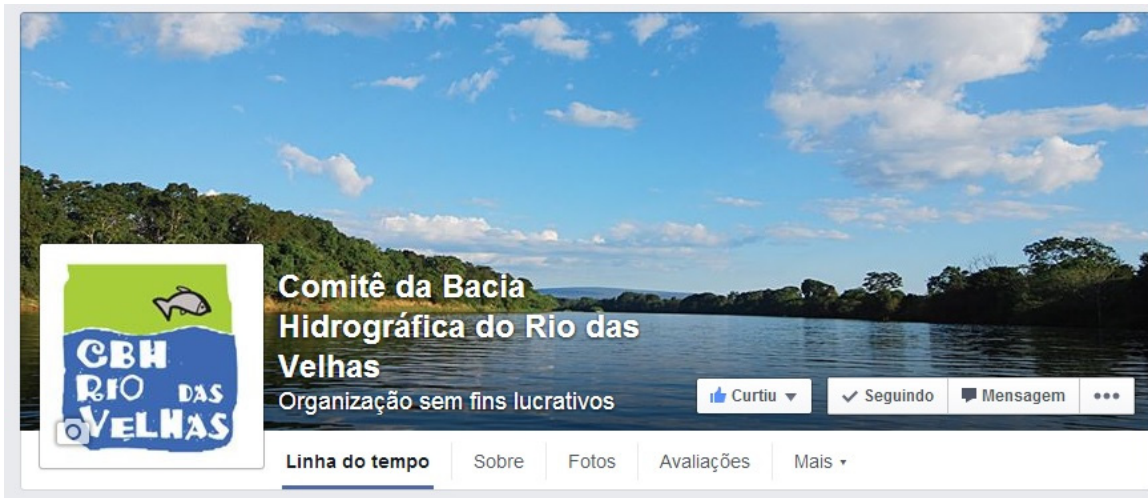 Comitê da Bacia
Hidrográfica do Rio das
Velhas
Organização sem fins lucrativos
CBH
RIO DAS
VELHAS
Curtiu
Seguindo
Mensagem
Linha do tempo
Sobre
Fotos
Avaliações
Mais